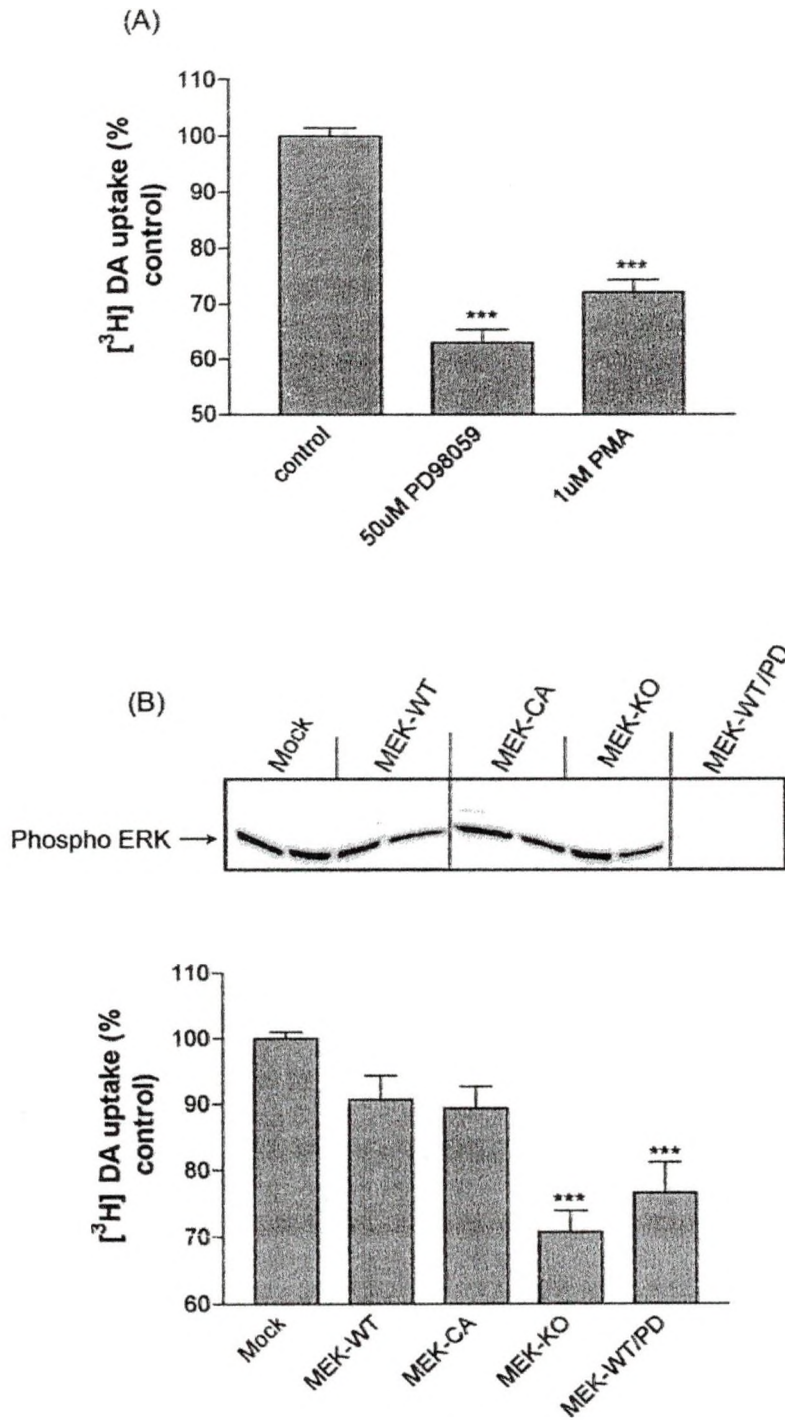 (A)
[³H] DA uptake (%
control)
110
100
90
80
70
60
50
***
***
control
50uM PD98059
1uM PMA
(B)
Mock
MEK-WT
MEK-CA
MEK-KO
MEK-WT/PD
Phospho ERK →
[³H] DA uptake (%
control)
110
100
90
80
70
60
***
***
Mock
MEK-WT
MEK-CA
MEK-KO
MEK-WT/PD